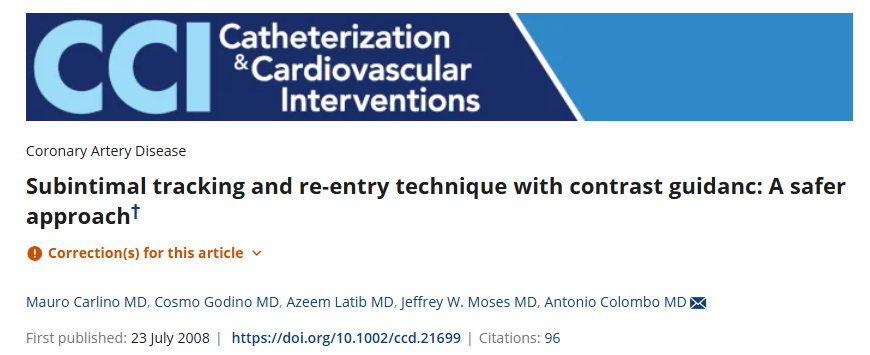 CCI
Catheterization
& Cardiovascular
Interventions
Coronary Artery Disease
Subintimal tracking and re-entry technique with contrast guidanc: A safer
approach†
Correction(s) for this article
Mauro Carlino MD, Cosmo Godino MD, Azeem Latib MD, Jeffrey W. Moses MD, Antonio Colombo MD
First published: 23 July 2008 | https://doi.org/10.1002/ccd.21699 | Citations: 96